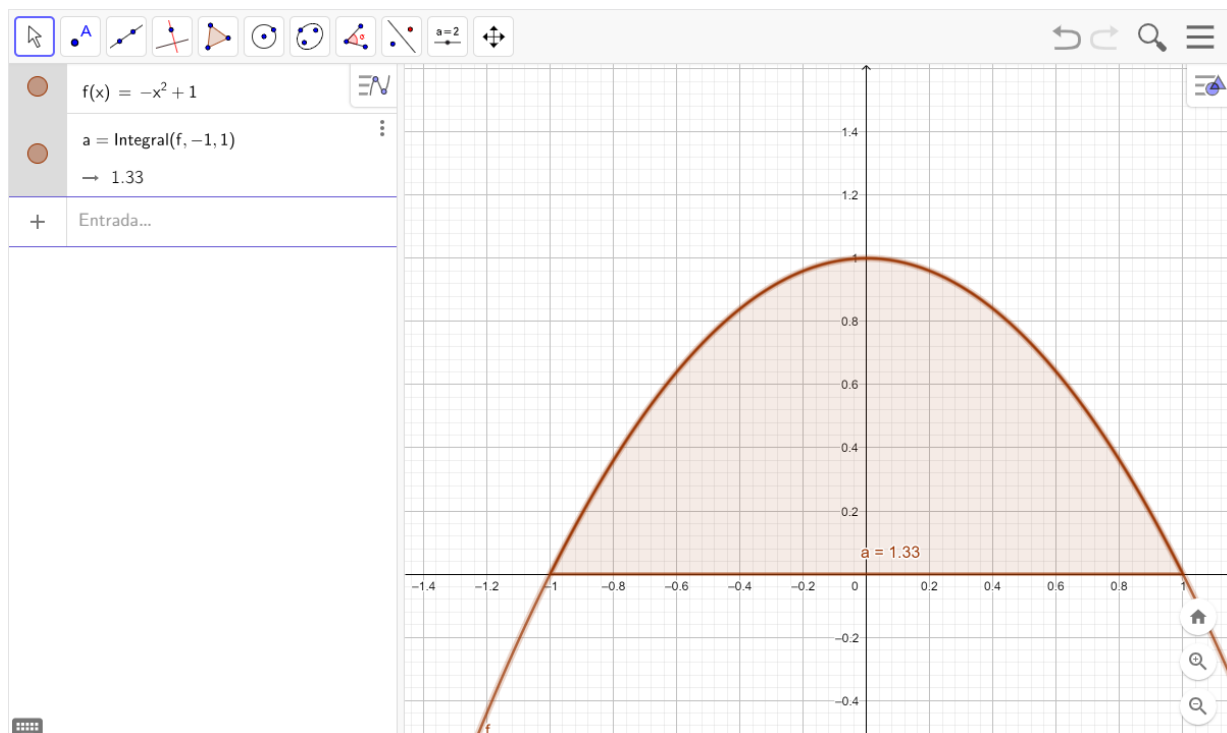 A
a=2
f(x) = −x² + 1
a = Integral(f, −1, 1)
→ 1.33
+ Entrada...
1.4
1.2
1
0.8
0.6
0.4
0.2
a = 1.33
−1.4 −1.2 −1 −0.8 −0.6 −0.4 −0.2 0 0.2 0.4 0.6 0.8 1
−0.2
−0.4
f